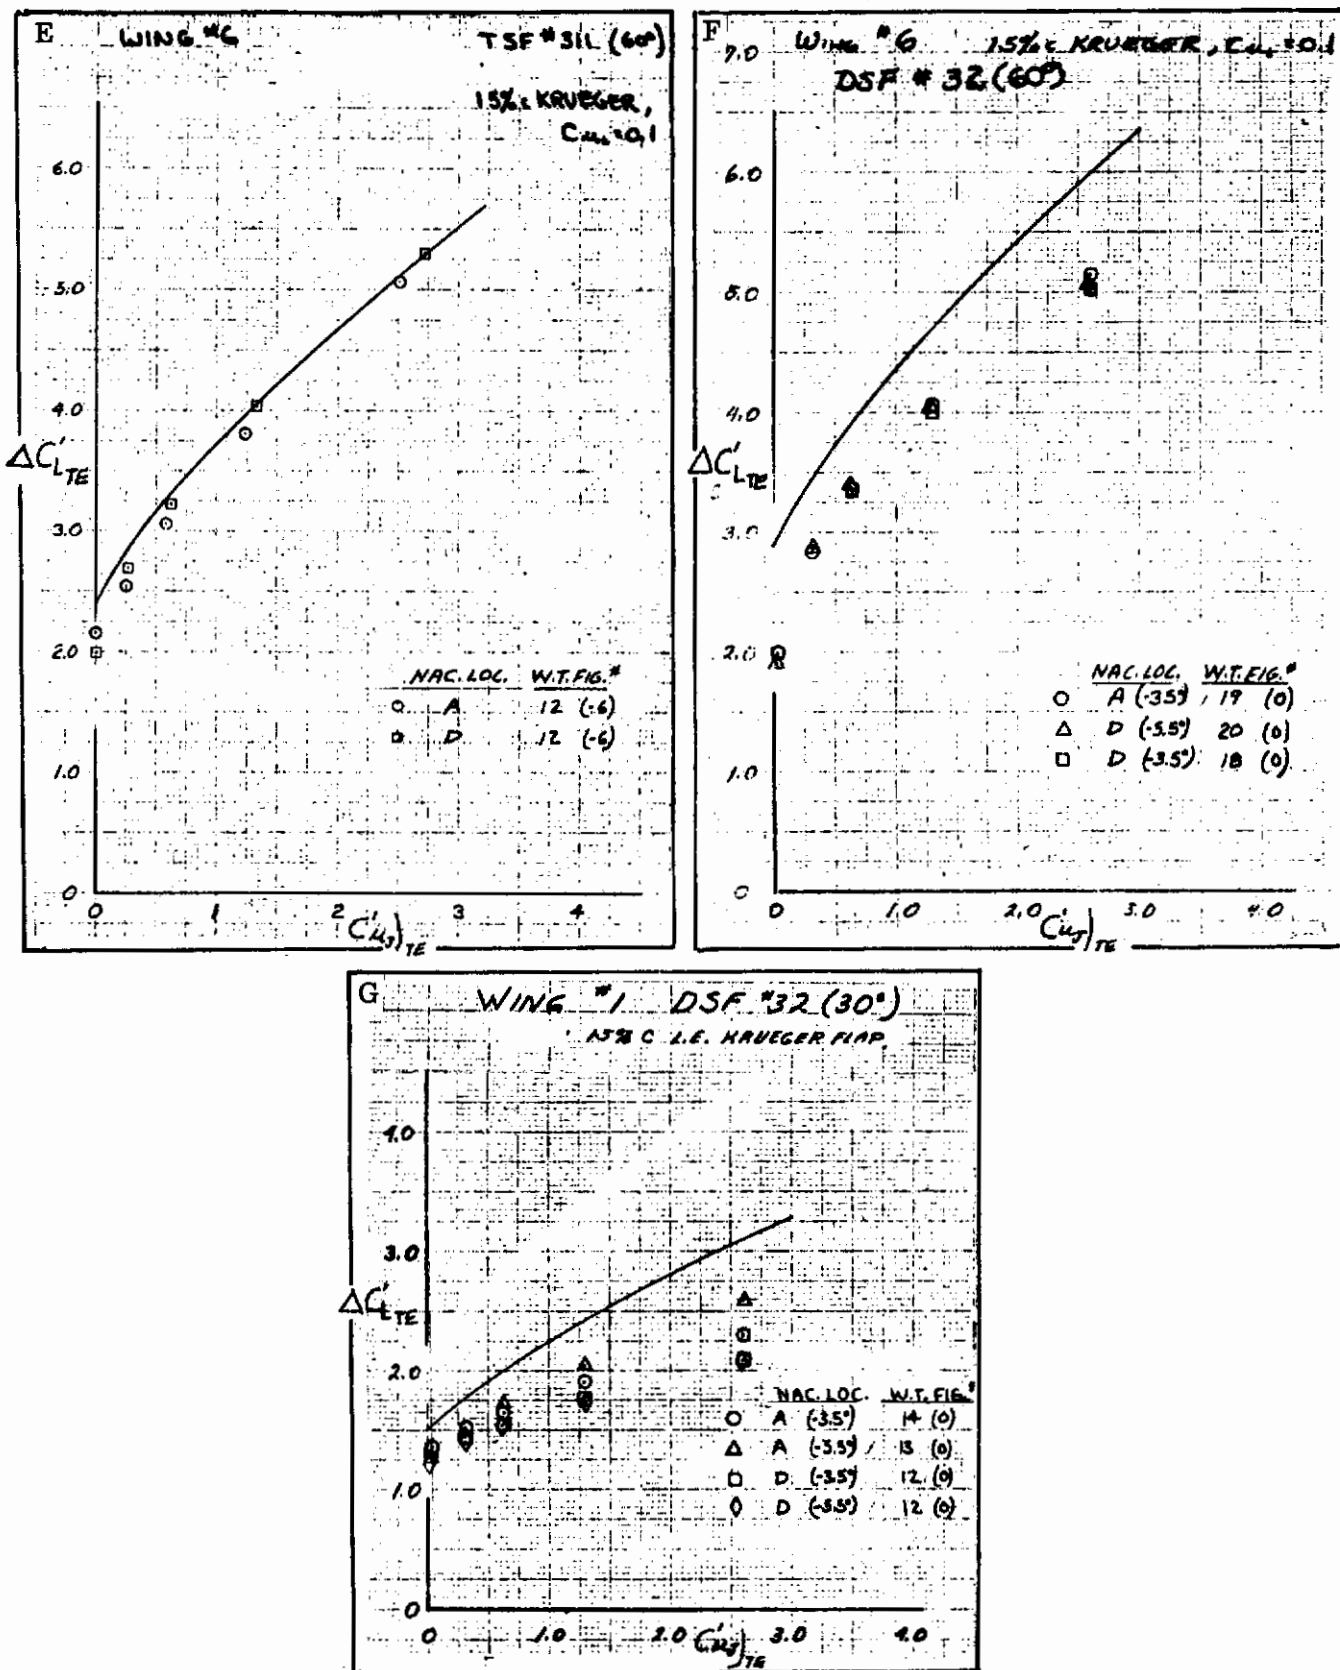 E WING #6 TSF #31L (60°)
15% c KRUEGER,
Cμ = 0.1
6.0
5.0
4.0
ΔC'L TE
3.0
2.0
1.0
0
NAC. LOC. W.T. FIG.#
A 12 (-6)
D 12 (-6)
0 1 2 3 4
(C'μJ)TE
F WING #6 15% c KRUEGER, Cμ = 0.1
7.0
DSF #32 (60°)
6.0
5.0
4.0
ΔC'L TE
3.0
2.0
1.0
0
NAC. LOC. W.T. FIG.#
A (-3.5°) 19 (0)
D (-5.5°) 20 (0)
D (-3.5°) 18 (0)
0 1.0 2.0 3.0 4.0
(C'μJ)TE
G WING #1 DSF #32 (30°)
15% C L.E. KRUEGER FLAP
4.0
3.0
ΔC'L TE
2.0
1.0
0
NAC. LOC. W.T. FIG.#
A (-3.5°) 14 (0)
A (-5.5°) 13 (0)
D (-3.5°) 12 (0)
D (-5.5°) 12 (0)
0 1.0 2.0 3.0 4.0
(C'μJ)TE